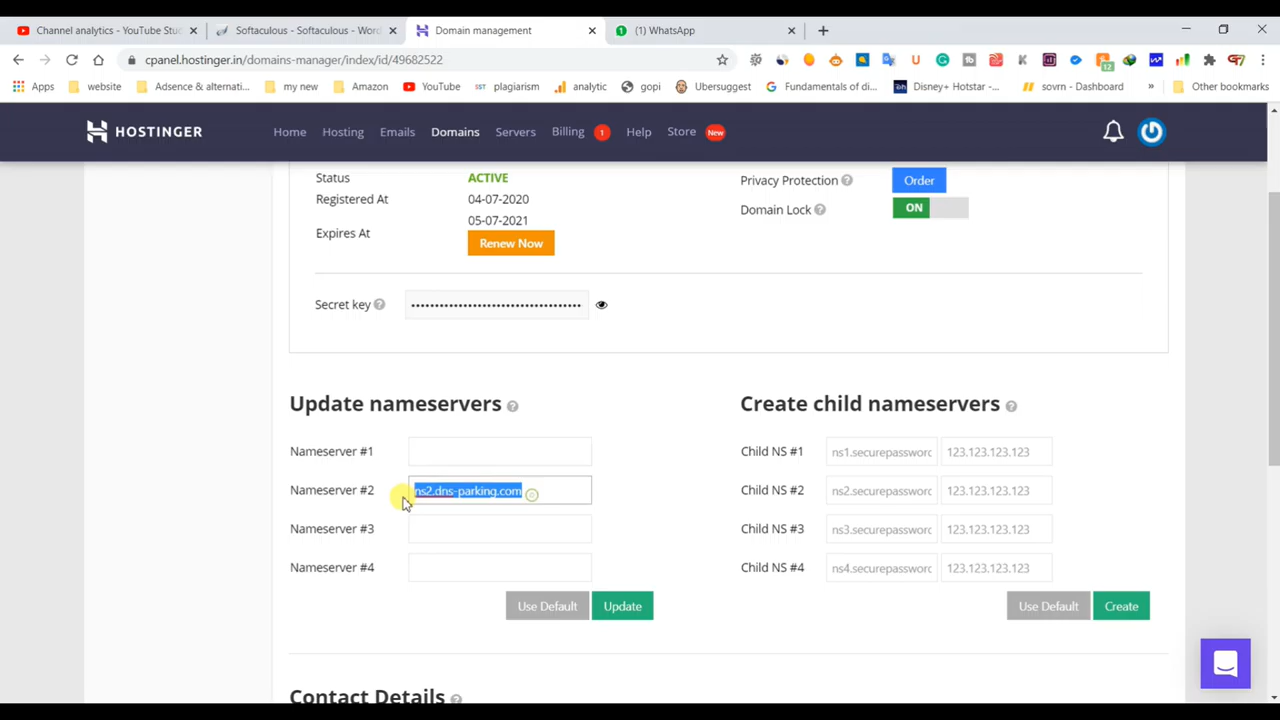 Channel analytics - YouTube Stu
Softaculous - Softaculous - Word
Domain management
(1) WhatsApp
cpanel.hostinger.in/domains-manager/index/id/49682522
12
Apps
website
Adsence & alternati...
my new
Amazon
YouTube
SST plagiarism
analytic
gopi
Ubersuggest
Fundamentals of di...
Disney+ Hotstar -...
sovrn - Dashboard
»
Other bookmarks
HOSTINGER
Home
Hosting
Emails
Domains
Servers
Billing 1
Help
Store New
Status ACTIVE
Registered At 04-07-2020
Expires At 05-07-2021
Renew Now
Privacy Protection ? Order
Domain Lock ? ON
Secret key ? ••••••••••••••••••••••••••••••••••••
Update nameservers ?
Nameserver #1
Nameserver #2 ns2.dns-parking.com
Nameserver #3
Nameserver #4
Use Default Update
Create child nameservers ?
Child NS #1 ns1.securepassword 123.123.123.123
Child NS #2 ns2.securepassword 123.123.123.123
Child NS #3 ns3.securepassword 123.123.123.123
Child NS #4 ns4.securepassword 123.123.123.123
Use Default Create
Contact Details ?